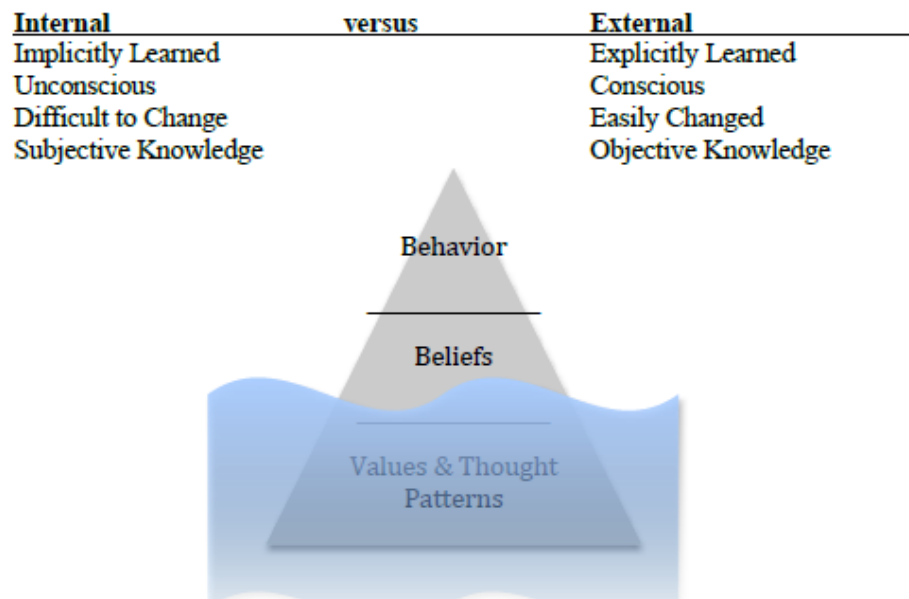 Internal versus External
Implicitly Learned Explicitly Learned
Unconscious Conscious
Difficult to Change Easily Changed
Subjective Knowledge Objective Knowledge
Behavior
Beliefs
Values & Thought
Patterns